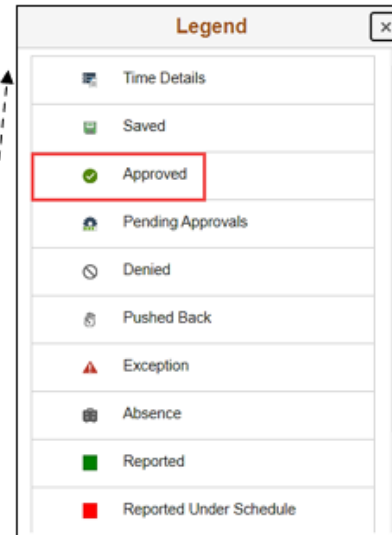 Legend
Time Details
Saved
Approved
Pending Approvals
Denied
Pushed Back
Exception
Absence
Reported
Reported Under Schedule